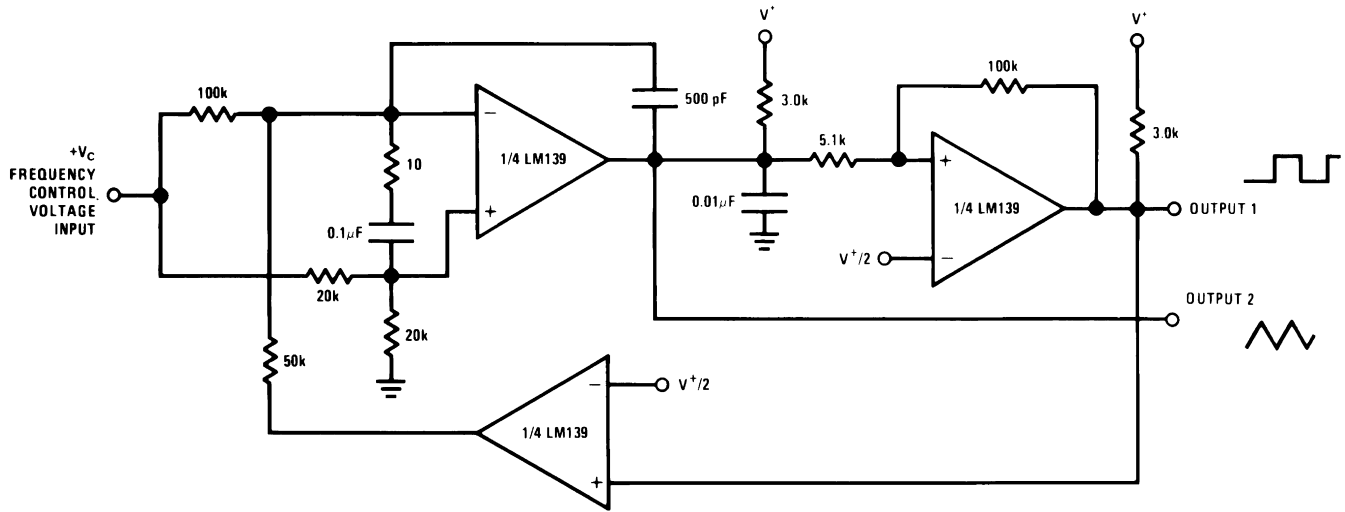 V+
V+
100k
500 pF
3.0k
100k
3.0k
+VC
FREQUENCY
CONTROL
VOLTAGE
INPUT
−
1/4 LM139
+
10
0.1μF
5.1k
0.01μF
+
1/4 LM139
−
V+/2
OUTPUT 1
20k
20k
OUTPUT 2
50k
−
V+/2
1/4 LM139
+